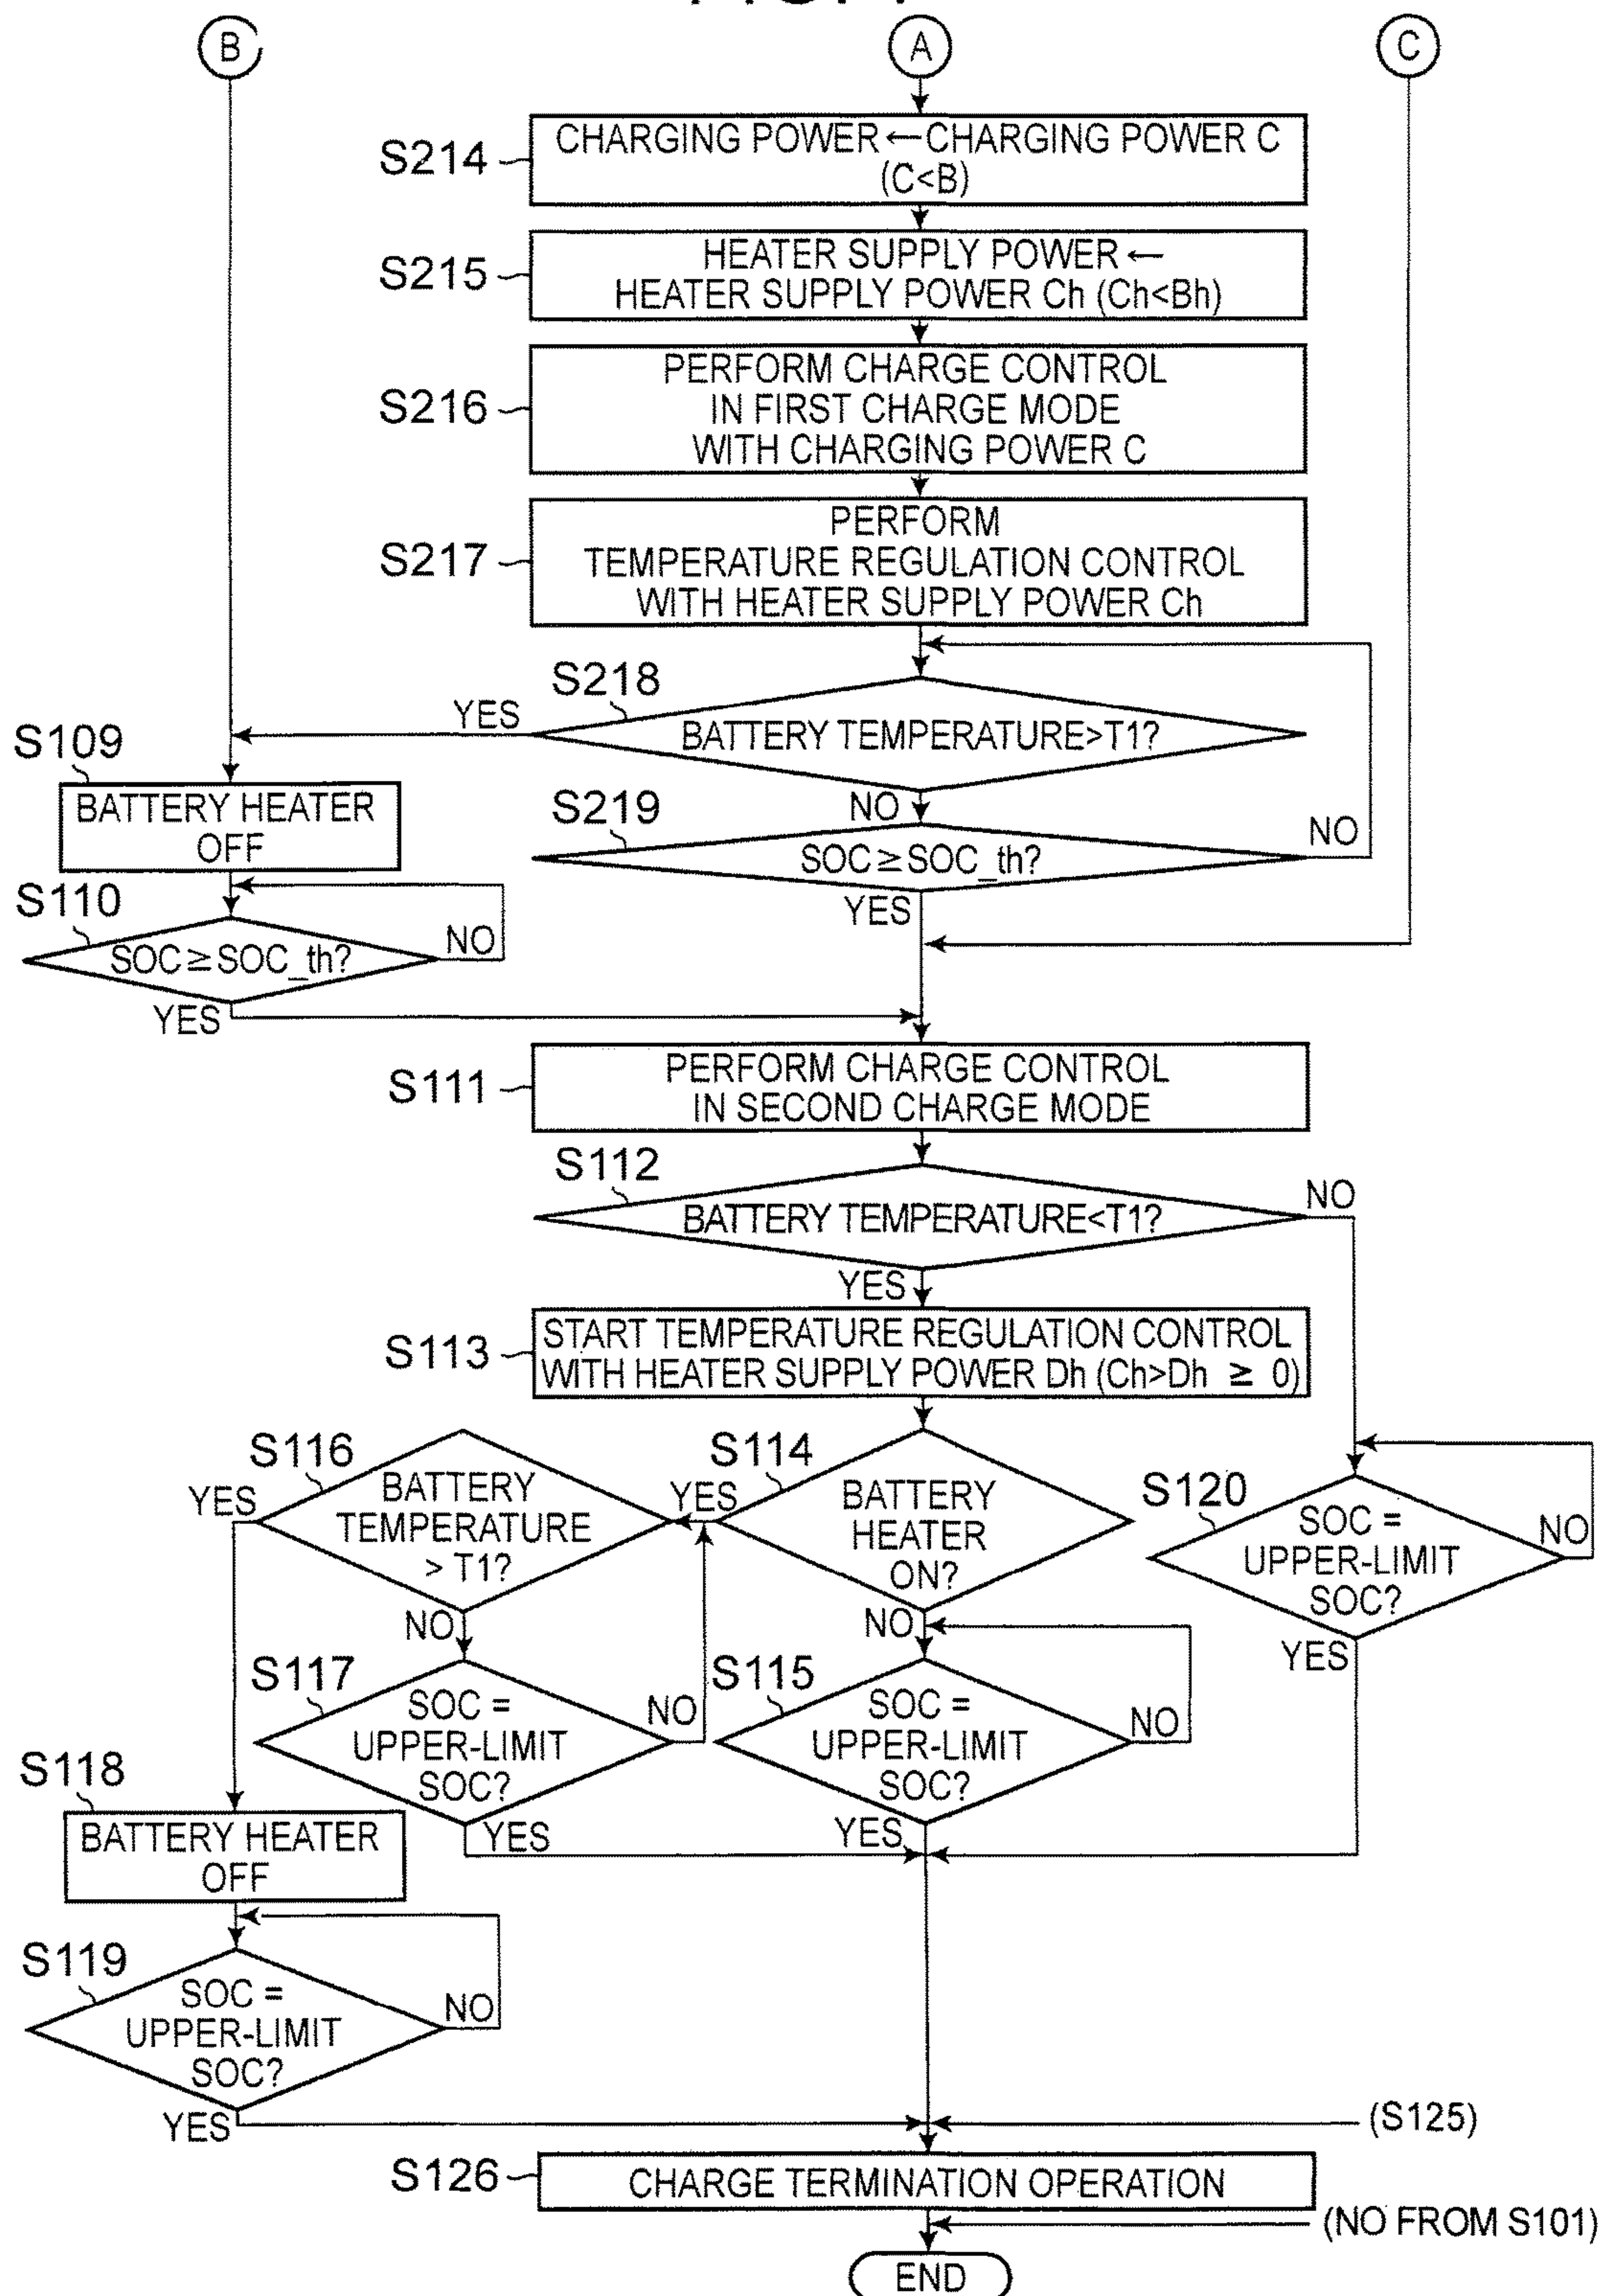 B
A
C
S214
CHARGING POWER←CHARGING POWER C
(C<B)
S215
HEATER SUPPLY POWER←
HEATER SUPPLY POWER Ch (Ch<Bh)
S216
PERFORM CHARGE CONTROL
IN FIRST CHARGE MODE
WITH CHARGING POWER C
S217
PERFORM
TEMPERATURE REGULATION CONTROL
WITH HEATER SUPPLY POWER Ch
S218
YES
BATTERY TEMPERATURE>T1?
NO
S109
BATTERY HEATER
OFF
S219
SOC≥SOC_th?
NO
YES
S110
SOC≥SOC_th?
NO
YES
S111
PERFORM CHARGE CONTROL
IN SECOND CHARGE MODE
S112
BATTERY TEMPERATURE<T1?
NO
YES
S113
START TEMPERATURE REGULATION CONTROL
WITH HEATER SUPPLY POWER Dh (Ch>Dh ≥ 0)
S116
YES
BATTERY
TEMPERATURE
> T1?
NO
S114
YES
BATTERY
HEATER
ON?
NO
S120
SOC =
UPPER-LIMIT
SOC?
NO
YES
S117
SOC =
UPPER-LIMIT
SOC?
NO
YES
S115
SOC =
UPPER-LIMIT
SOC?
NO
YES
S118
BATTERY HEATER
OFF
S119
SOC =
UPPER-LIMIT
SOC?
NO
YES
(S125)
S126
CHARGE TERMINATION OPERATION
(NO FROM S101)
END